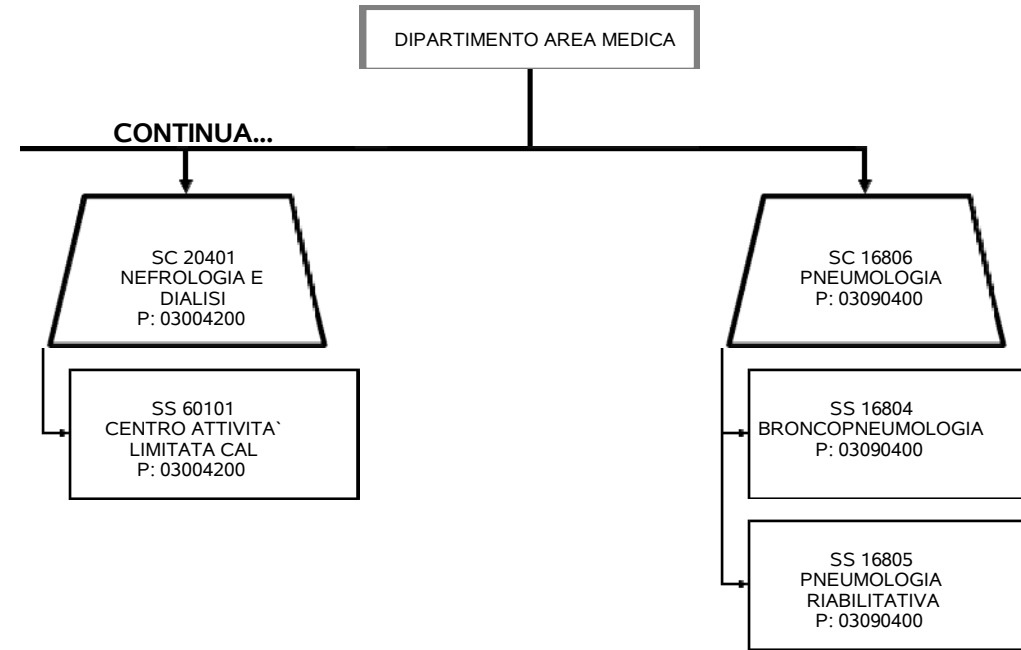 DIPARTIMENTO AREA MEDICA
CONTINUA...
SC 20401
NEFROLOGIA E
DIALISI
P: 03004200
SS 60101
CENTRO ATTIVITA`
LIMITATA CAL
P: 03004200
SC 16806
PNEUMOLOGIA
P: 03090400
SS 16804
BRONCOPNEUMOLOGIA
P: 03090400
SS 16805
PNEUMOLOGIA
RIABILITATIVA
P: 03090400